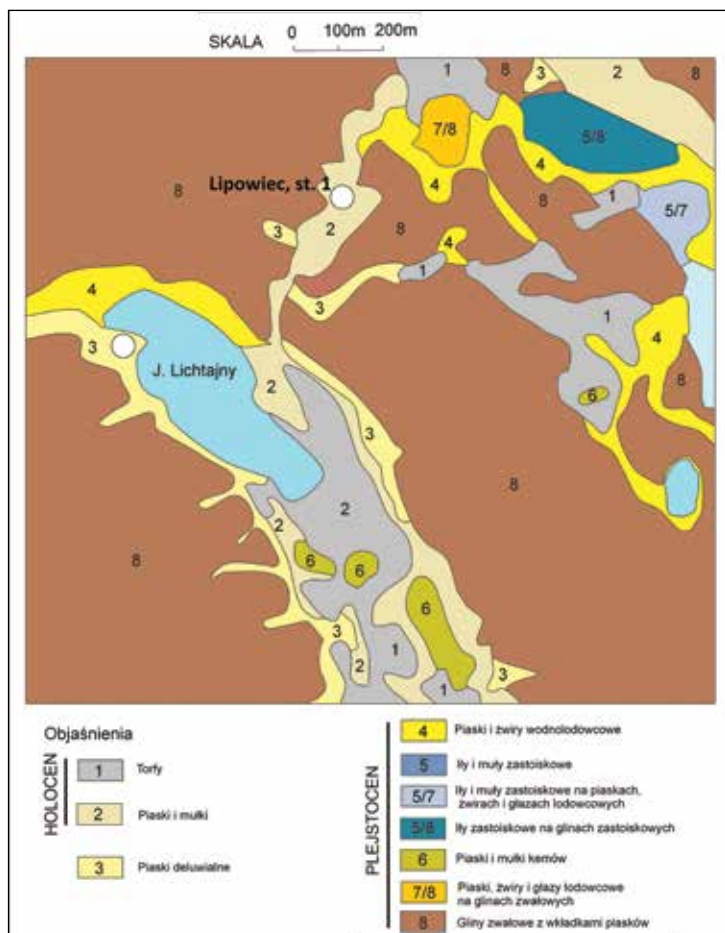 SKALA 0 100m 200m
1 8 3 2 8
7/8 5/8
4 4
8 Lipowiec, st. 1 8 1 5/7
3 2 8
4
3 1
4 1 4
3
J. Lichtajny 2 8
3 6
8
2
2
8 6 6
6
3 1
2 3
1
Objaśnienia
HOLOCEN
1 Torfy
2 Piaski i mułki
3 Piaski deluwialne
PLEJSTOCEN
4 Piaski i żwiry wodnolodowcowe
5 Iły i muły zastoiskowe
5/7 Iły i muły zastoiskowe na piaskach,
żwirach i głazach lodowcowych
5/8 Iły zastoiskowe na glinach zastoiskowych
6 Piaski i mułki kemów
7/8 Piaski, żwiry i głazy lodowcowe
na glinach zwałowych
8 Gliny zwałowe z wkładkami piasków